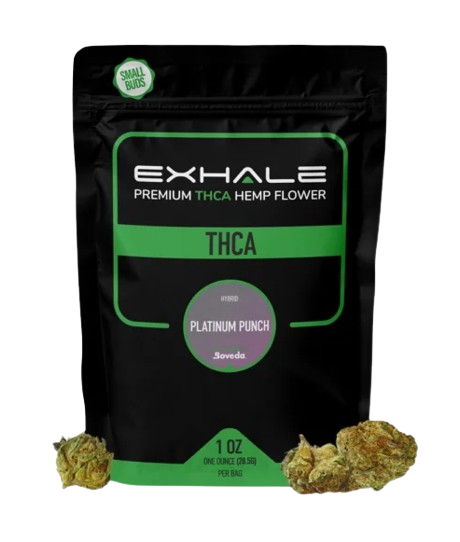 SMALL
BUDS
EXHALE
PREMIUM THCA HEMP FLOWER
THCA
HYBRID
PLATINUM PUNCH
Boveda
1 OZ
ONE OUNCE (28.5G)
PER BAG